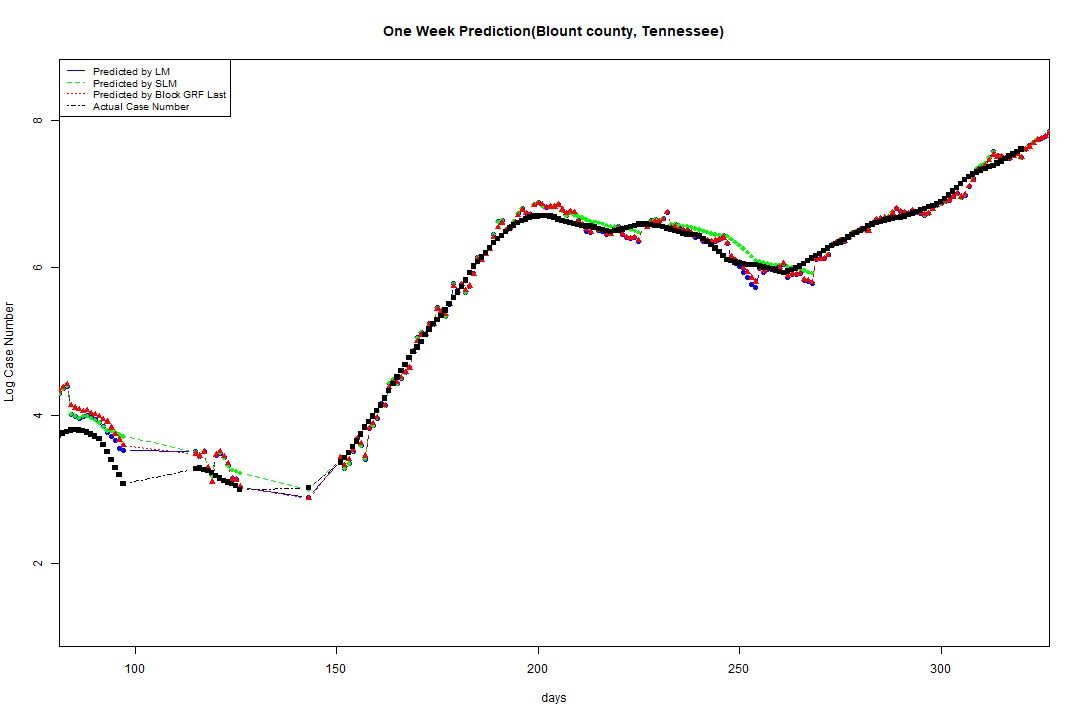 One Week Prediction(Blount county, Tennessee)
Predicted by LM
Predicted by SLM
Predicted by Block GRF Last
Actual Case Number
8
6
4
2
Log Case Number
100 150 200 250 300
days